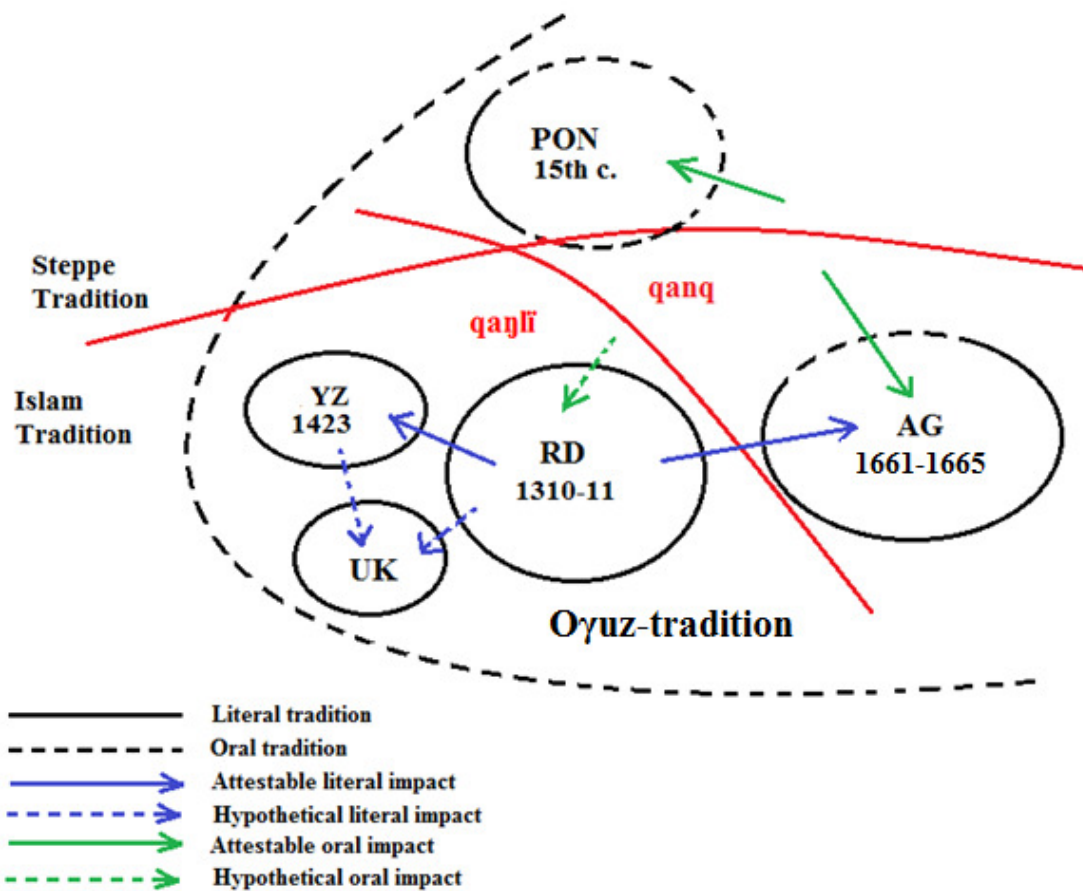 PON
15th c.
Steppe
Tradition
qanq
qaŋlï
Islam
Tradition
YZ
1423
RD
1310-11
AG
1661-1665
UK
Oγuz-tradition
Literal tradition
Oral tradition
Attestable literal impact
Hypothetical literal impact
Attestable oral impact
Hypothetical oral impact